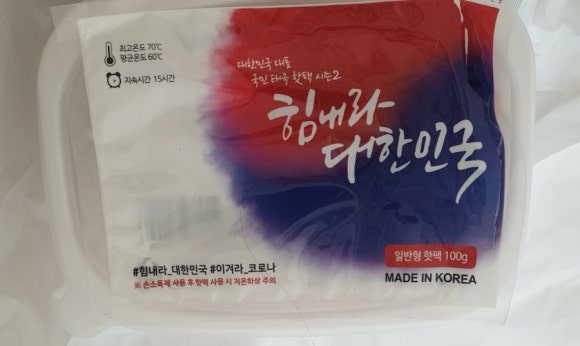 최고온도 70℃
평균온도 60℃
지속시간 15시간
대한민국 대표
국민 태극 핫팩 시즌2
힘내라
대한민국
일반형 핫팩 100g
MADE IN KOREA
#힘내라_대한민국 #이거라_코로나
※ 손소독제 사용 후 핫팩 사용 시 저온화상 주의